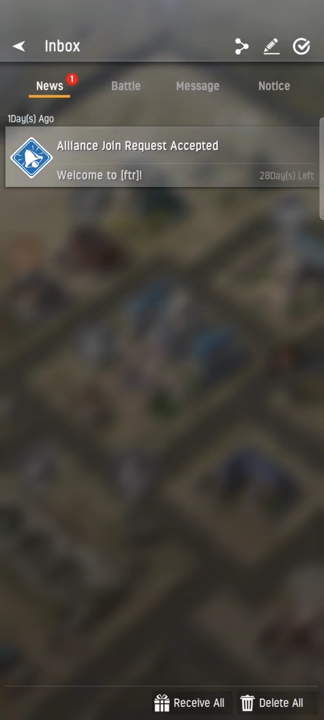 Inbox
News 1 Battle Message Notice
1Day(s) Ago
Alliance Join Request Accepted
Welcome to [ftr]! 28Day(s) Left
Receive All Delete All